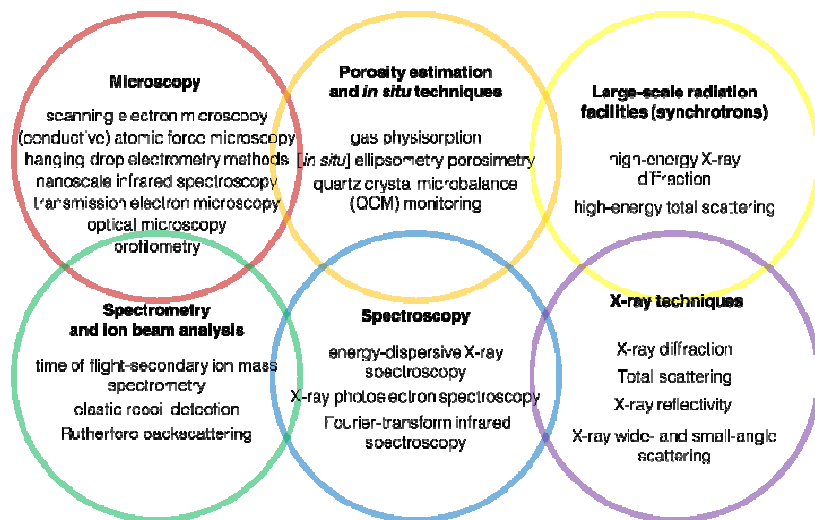 Microscopy
scanning electron microscopy
(conductive) atomic force microscopy
hanging drop electrometry methods
nanoscale infrared spectroscopy
transmission electron microscopy
optical microscopy
profilometry
Porosity estimation
and in situ techniques
gas physisorption
[in situ] ellipsometry porosimetry
quartz crystal microbalance
(QCM) monitoring
Large-scale radiation
facilities (synchrotrons)
high-energy X-ray
diffraction
high-energy total scattering
Spectrometry
and ion beam analysis
time of flight-secondary ion mass
spectrometry
elastic recoil detection
Rutherford backscattering
Spectroscopy
energy-dispersive X-ray
spectroscopy
X-ray photoelectron spectroscopy
Fourier-transform infrared
spectroscopy
X-ray techniques
X-ray diffraction
Total scattering
X-ray reflectivity
X-ray wide- and small-angle
scattering